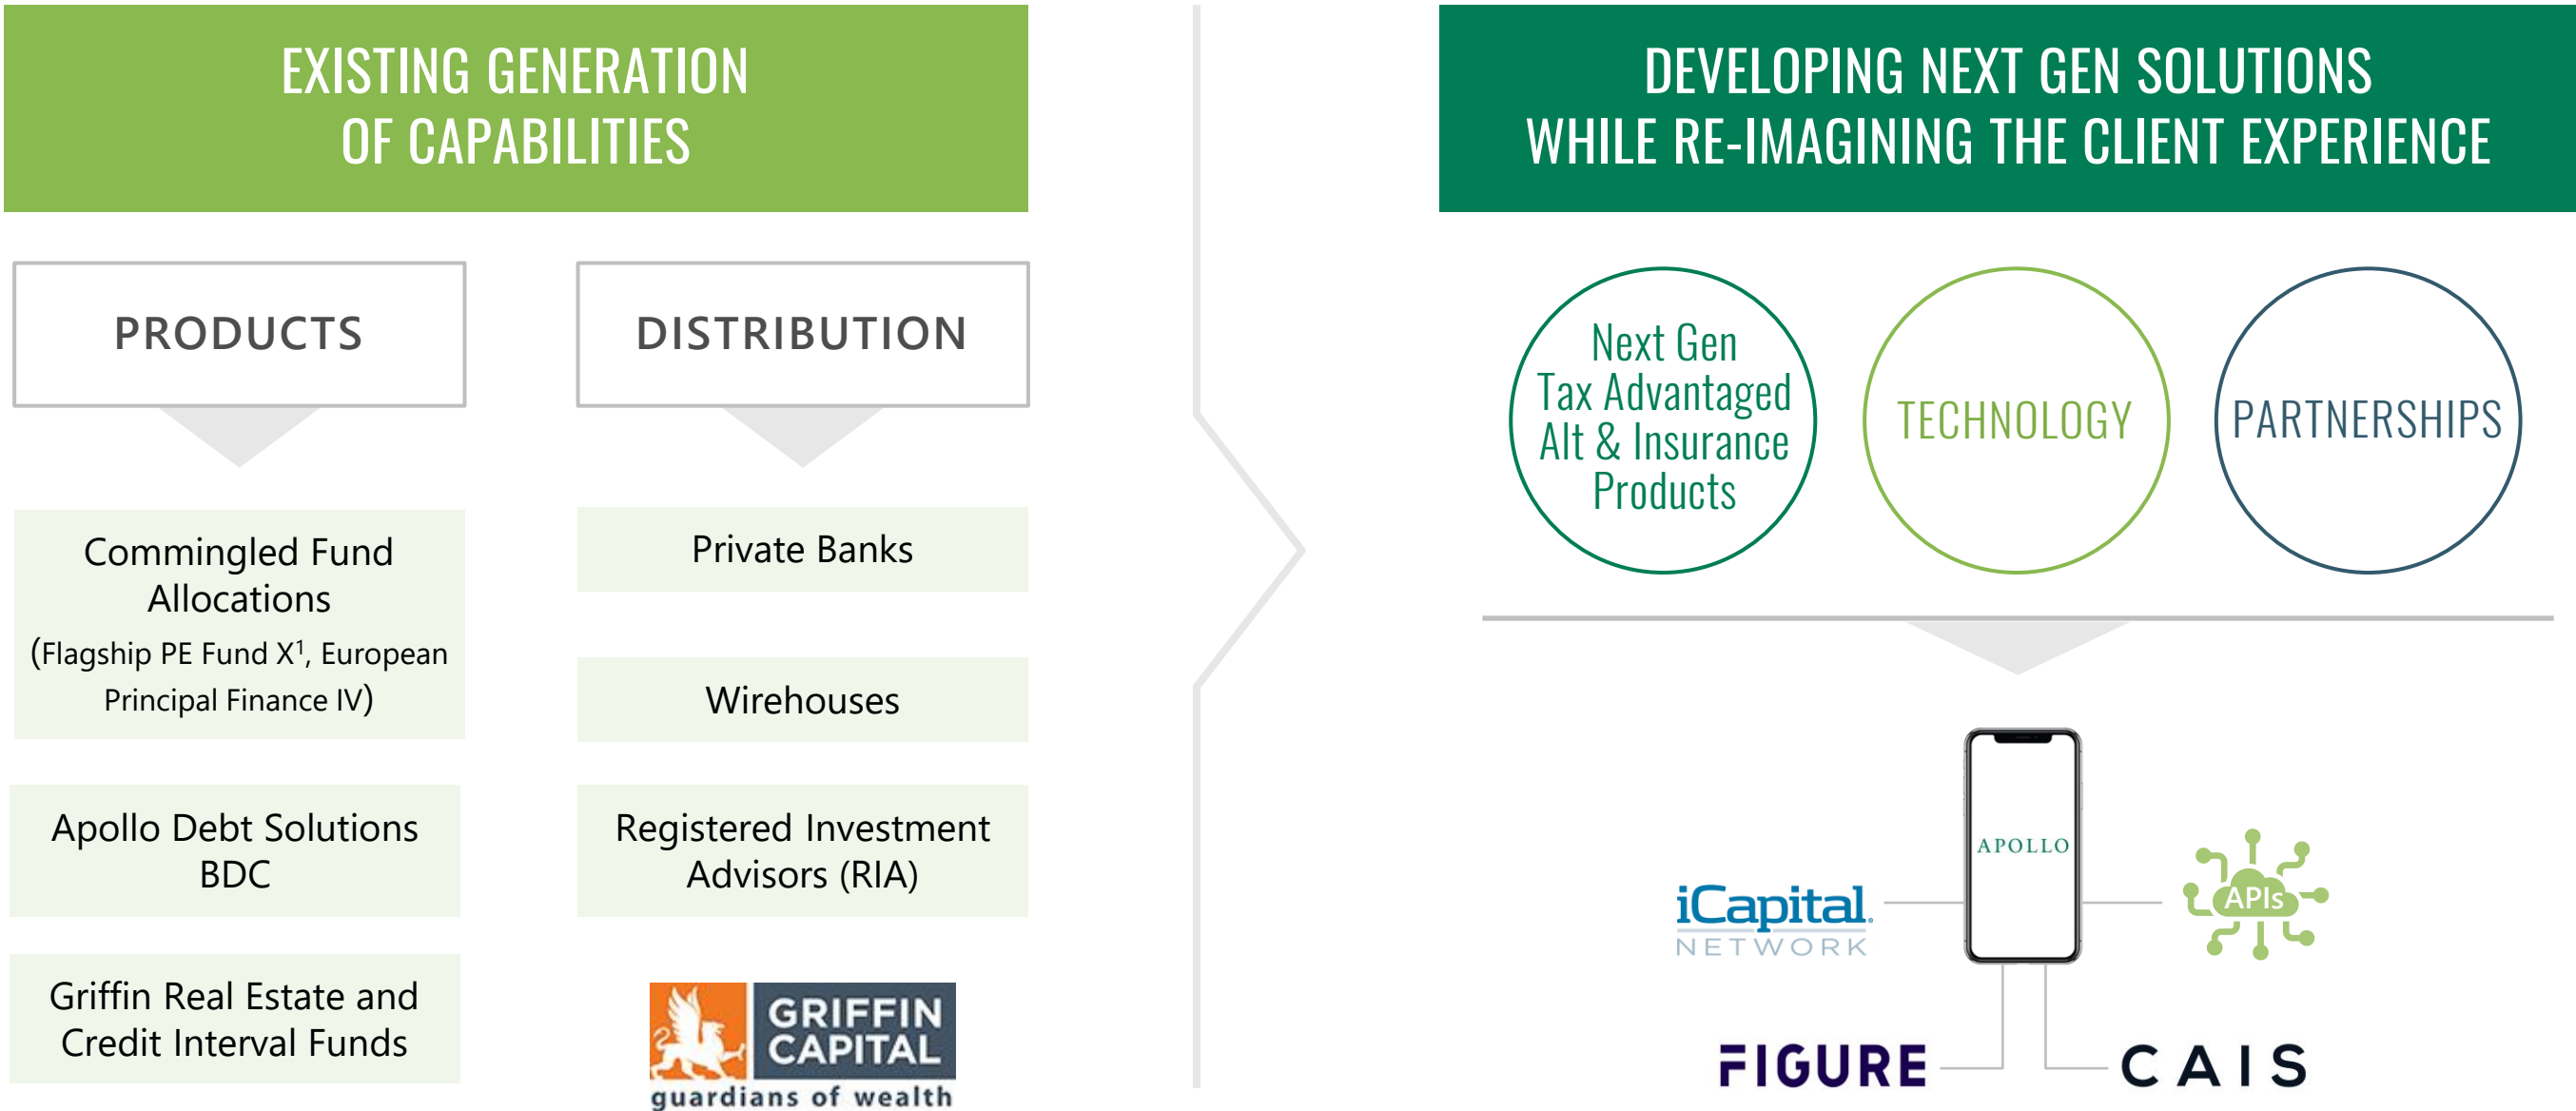 EXISTING GENERATION
OF CAPABILITIES
PRODUCTS
Commingled Fund
Allocations
(Flagship PE Fund X¹, European
Principal Finance IV)
Apollo Debt Solutions
BDC
Griffin Real Estate and
Credit Interval Funds
DISTRIBUTION
Private Banks
Wirehouses
Registered Investment
Advisors (RIA)
GRIFFIN
CAPITAL
guardians of wealth
DEVELOPING NEXT GEN SOLUTIONS
WHILE RE-IMAGINING THE CLIENT EXPERIENCE
Next Gen
Tax Advantaged
Alt & Insurance
Products
TECHNOLOGY
PARTNERSHIPS
APOLLO
iCapital.
NETWORK
APIs
FIGURE
CAIS